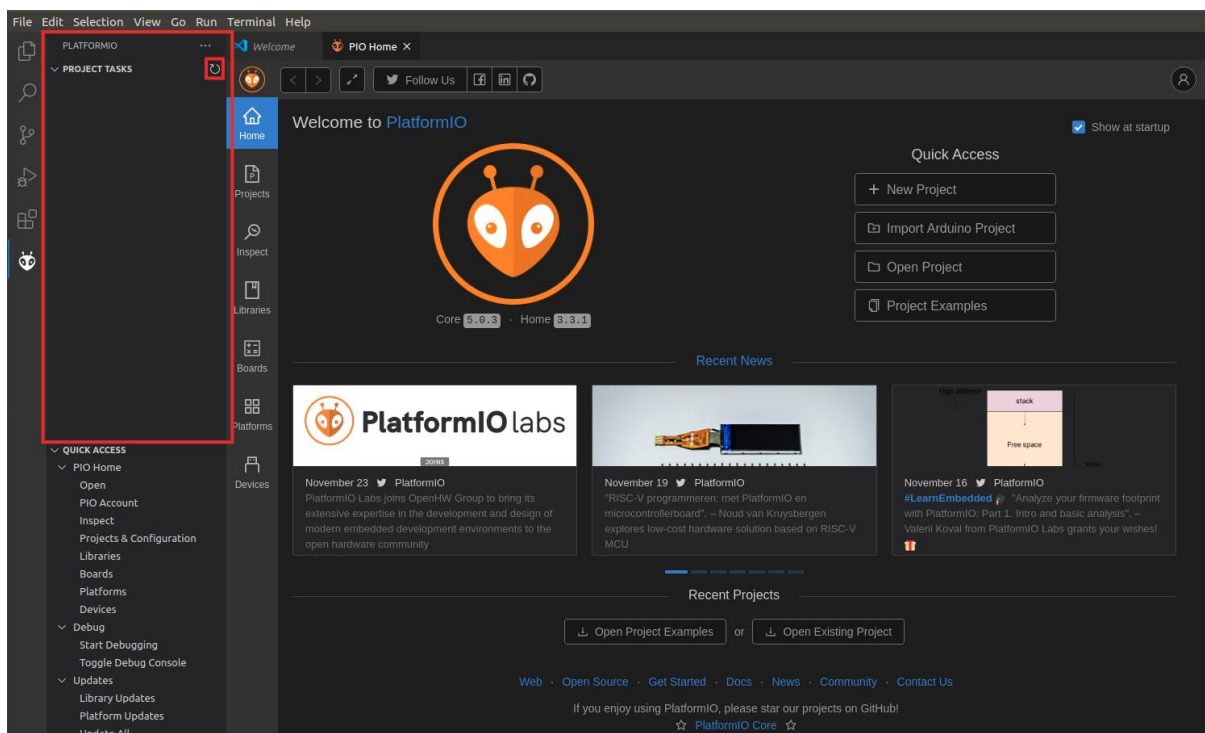 File Edit Selection View Go Run Terminal Help
PLATFORMIO ...
PROJECT TASKS
QUICK ACCESS
PIO Home
Open
PIO Account
Inspect
Projects & Configuration
Libraries
Boards
Platforms
Devices
Debug
Start Debugging
Toggle Debug Console
Updates
Library Updates
Platform Updates
Update All
Welcome PIO Home
Follow Us
Home
Projects
Inspect
Libraries
Boards
Platforms
Devices
Welcome to PlatformIO
Show at startup
Core 5.0.3 · Home 3.3.1
Quick Access
New Project
Import Arduino Project
Open Project
Project Examples
Recent News
PlatformIO labs
JOINS
November 23 PlatformIO
PlatformIO Labs joins OpenHW Group to bring its
extensive expertise in the development and design of
modern embedded development environments to the
open hardware community
November 19 PlatformIO
"RISC-V programmeren: met PlatformIO en
microcontrollerboard", – Noud van Kruysbergen
explores low-cost hardware solution based on RISC-V
MCU
High address
stack
Free space
November 16 PlatformIO
#LearnEmbedded "Analyze your firmware footprint
with PlatformIO: Part 1. Intro and basic analysis", –
Valerii Koval from PlatformIO Labs grants your wishes!
Recent Projects
Open Project Examples or Open Existing Project
Web · Open Source · Get Started · Docs · News · Community · Contact Us
If you enjoy using PlatformIO, please star our projects on GitHub!
☆ PlatformIO Core ☆